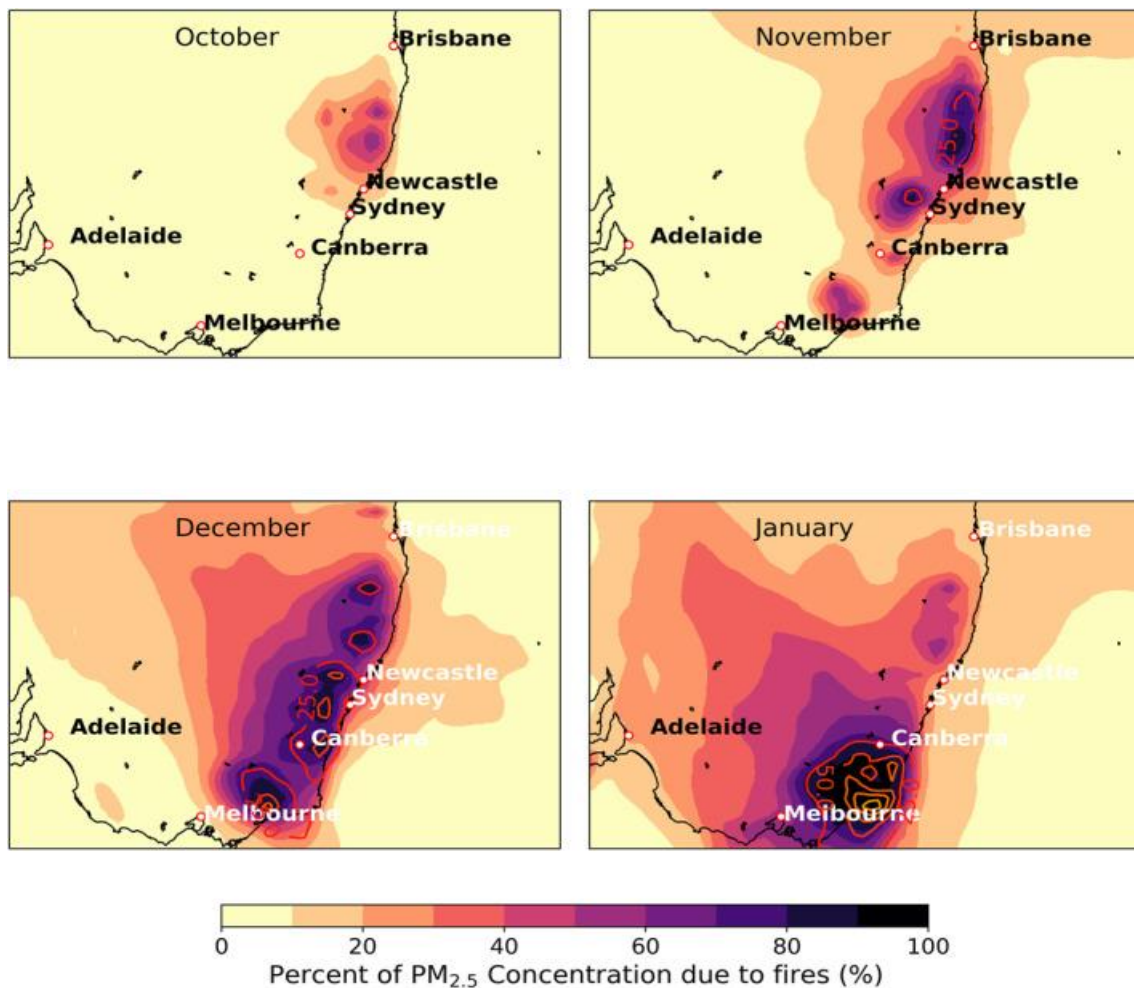 October
Brisbane
Newcastle
Sydney
Canberra
Adelaide
Melbourne
November
Brisbane
25.0
Newcastle
Sydney
Canberra
Adelaide
Melbourne
December
Brisbane
Newcastle
25.0
Sydney
Adelaide
Canberra
Melbourne
January
Brisbane
Newcastle
Sydney
Adelaide
Canberra
Melbourne
0 20 40 60 80 100
Percent of PM2.5 Concentration due to fires (%)